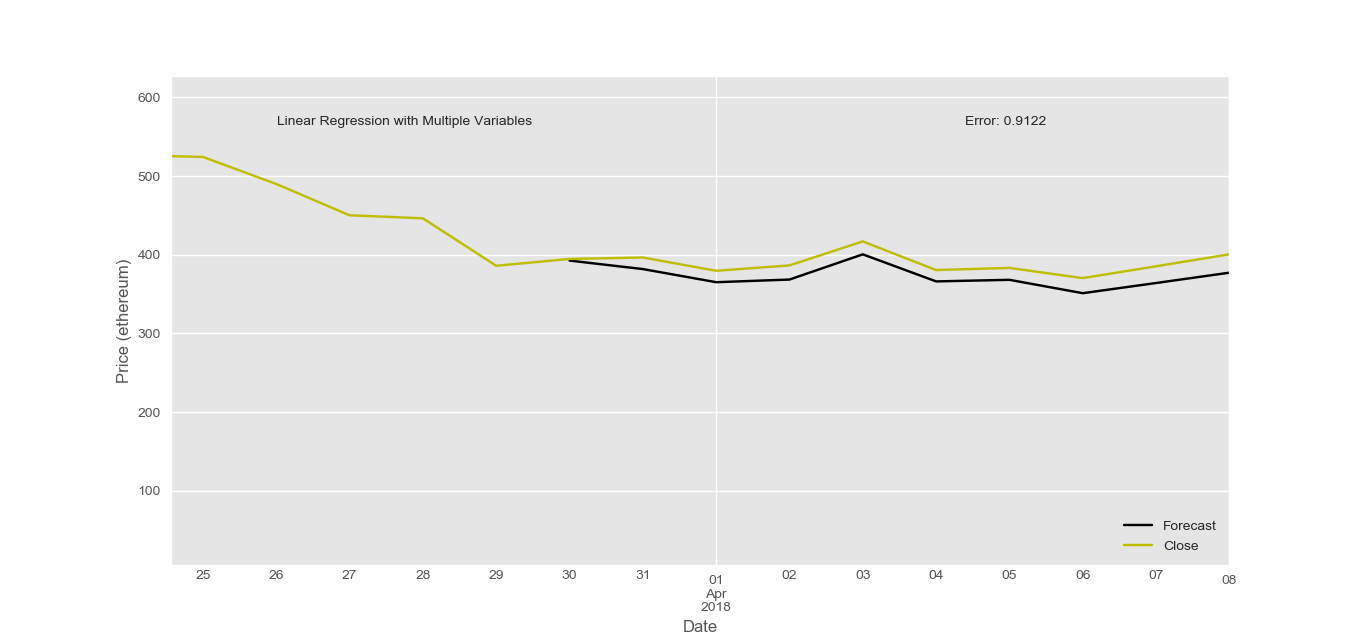 600
Linear Regression with Multiple Variables
Error: 0.9122
500
400
Price (ethereum)
300
200
100
Forecast
Close
25 26 27 28 29 30 31 01 02 03 04 05 06 07 08
Apr
2018
Date